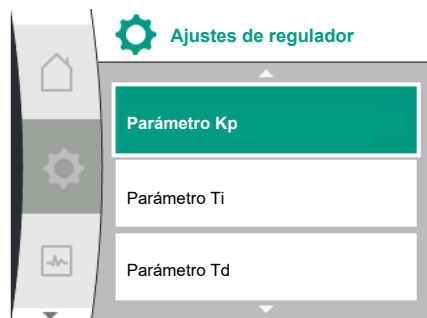 Ajustes de regulador
Parámetro Kp
Parámetro Ti
Parámetro Td